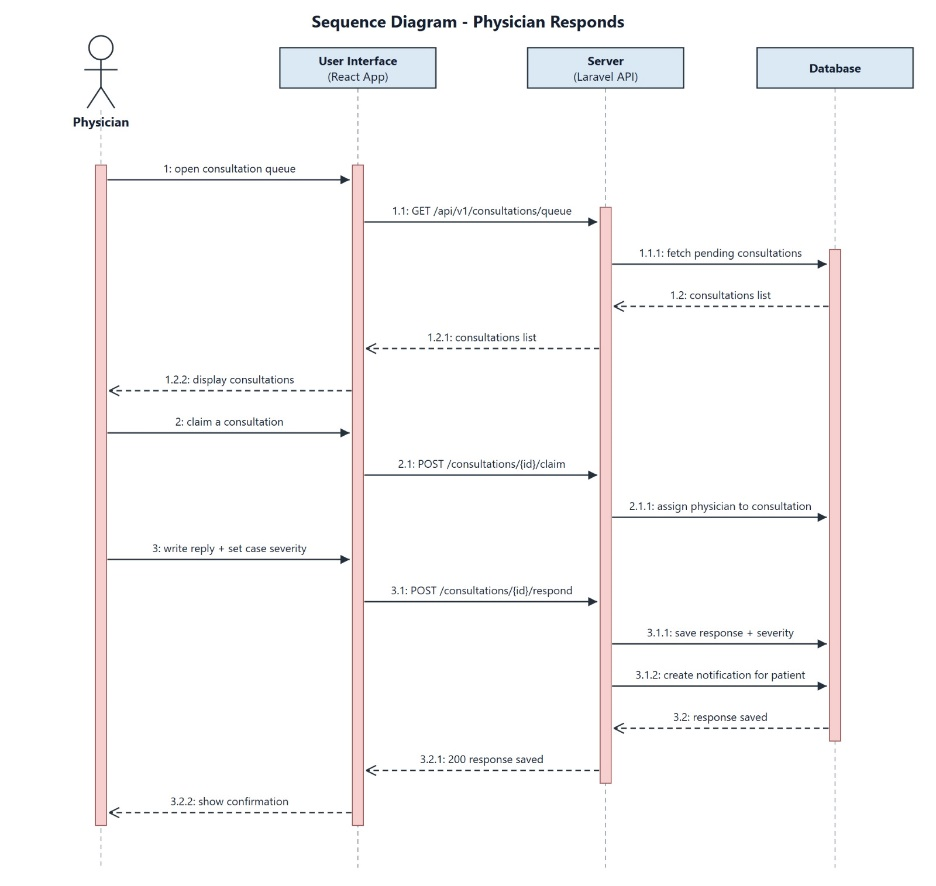 Sequence Diagram - Physician Responds
User Interface
(React App)
Server
(Laravel API)
Database
Physician
1: open consultation queue
1.1: GET /api/v1/consultations/queue
1.1.1: fetch pending consultations
1.2: consultations list
1.2.1: consultations list
1.2.2: display consultations
2: claim a consultation
2.1: POST /consultations/{id}/claim
2.1.1: assign physician to consultation
3: write reply + set case severity
3.1: POST /consultations/{id}/respond
3.1.1: save response + severity
3.1.2: create notification for patient
3.2: response saved
3.2.1: 200 response saved
3.2.2: show confirmation